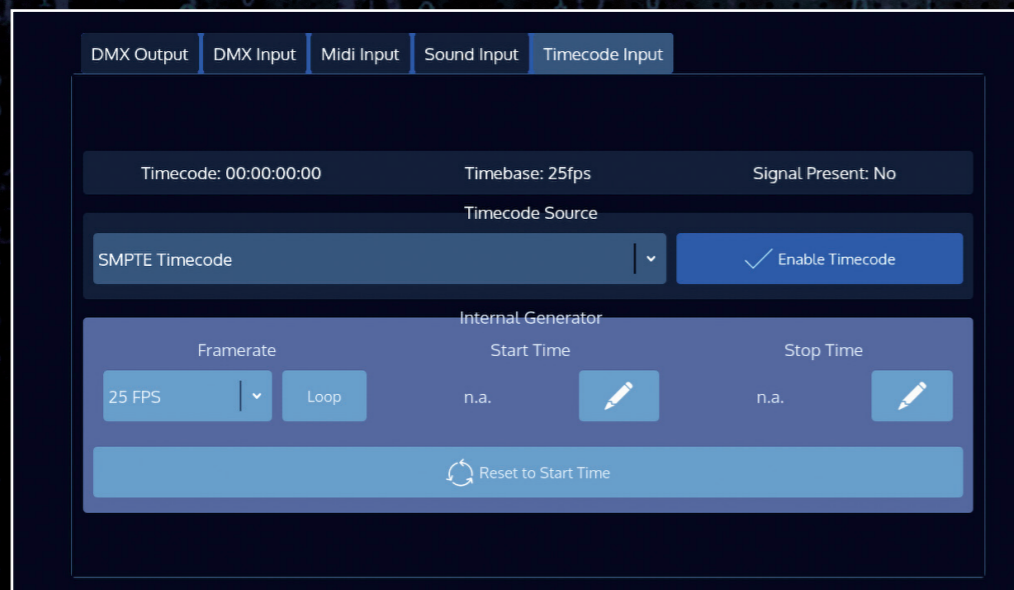 DMX Output DMX Input Midi Input Sound Input Timecode Input
Timecode: 00:00:00:00 Timebase: 25fps Signal Present: No
Timecode Source
SMPTE Timecode Enable Timecode
Internal Generator
Framerate Start Time Stop Time
25 FPS Loop n.a. n.a.
Reset to Start Time